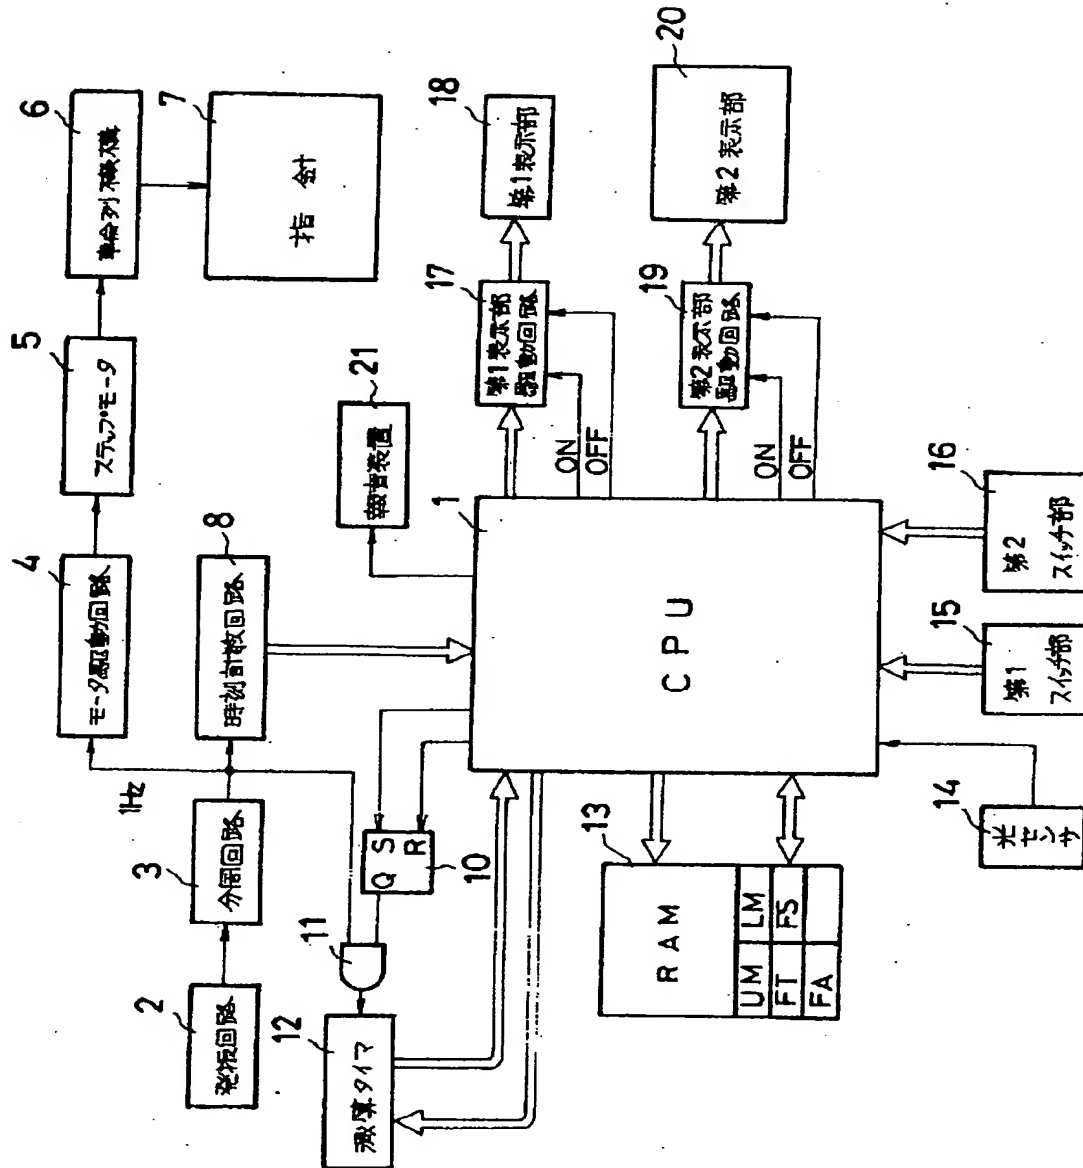 2
発振回路
3
分周回路
1Hz
4
モータ駆動回路
5
ステップモータ
6
車輪列機構
7
指針
8
時刻計数回路
21
報音装置
11
10
S
Q
R
12
減算タイマ
1
CPU
17
第1表示部
駆動回路
ON
OFF
18
第1表示部
19
第2表示部
駆動回路
ON
OFF
20
第2表示部
13
RAM
UM LM
FT FS
FA
14
光センサ
15
第1
スイッチ部
16
第2
スイッチ部